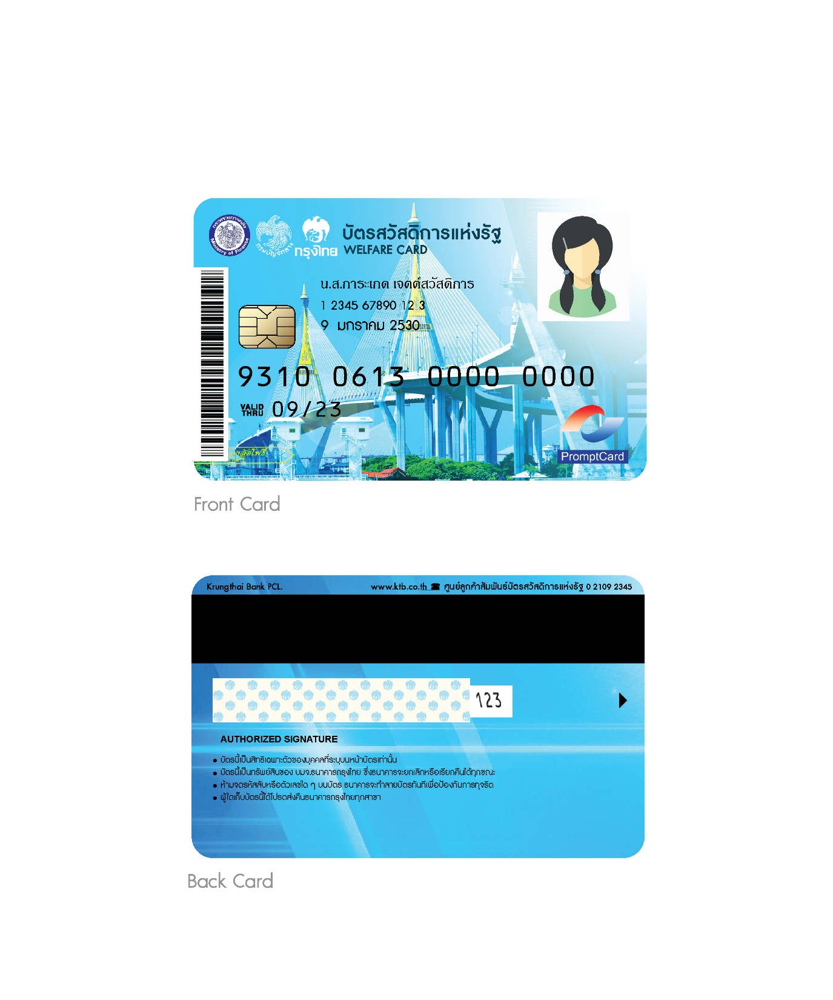 กระทรวงการคลัง
Ministry of Finance
กรมบัญชีกลาง
กรุงไทย
บัตรสวัสดิการแห่งรัฐ
WELFARE CARD
น.ส.การะเกด เจตต์สวัสดิการ
1 2345 67890 12 3
9 มกราคม 2530
9310 0613 0000 0000
VALID THRU 09/23
PromptCard
Front Card
Krungthai Bank PCL. www.ktb.co.th ☎ ศูนย์ลูกค้าสัมพันธ์บัตรสวัสดิการแห่งรัฐ 0 2109 2345
123
AUTHORIZED SIGNATURE
● บัตรนี้เป็นสิทธิเฉพาะตัวของบุคคลที่ระบุบนหน้าบัตรเท่านั้น
● บัตรนี้เป็นทรัพย์สินของ บมจ.ธนาคารกรุงไทย ซึ่งธนาคารจะยกเลิกหรือเรียกคืนได้ทุกขณะ
● ห้ามจดรหัสลับหรือตัวเลขใด ๆ บนบัตร ธนาคารจะทำลายบัตรทันทีเพื่อป้องกันการทุจริต
● ผู้ใดเก็บบัตรนี้ได้โปรดส่งคืนธนาคารกรุงไทยทุกสาขา
Back Card